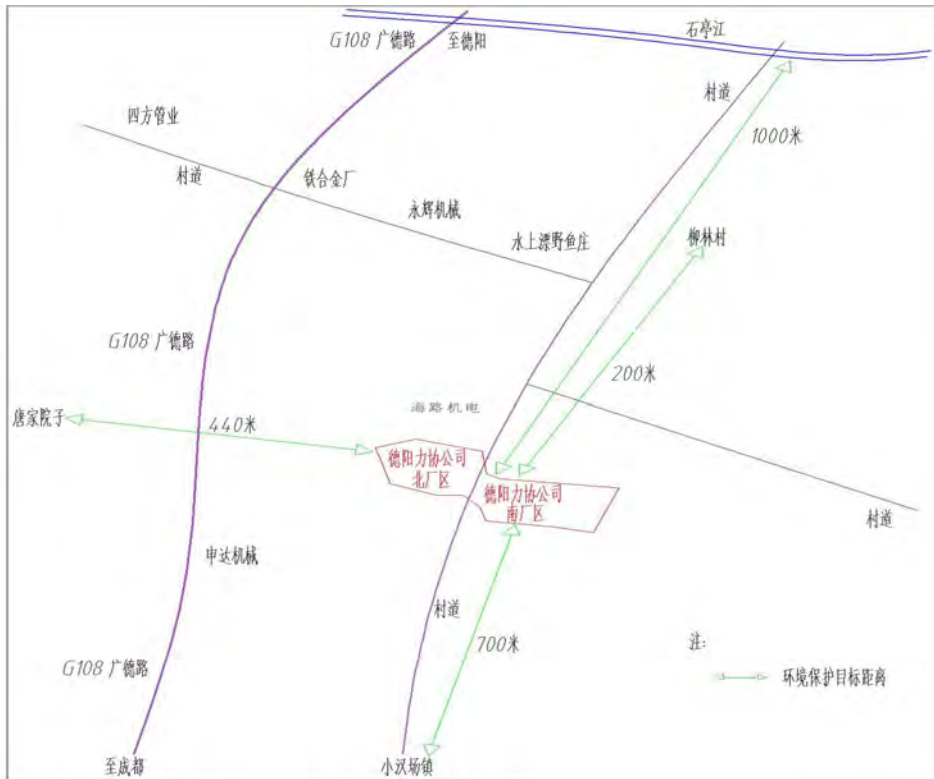 石亭江
G108 广德路
至德阳
村道
四方管业
1000米
村道
铁合金厂
永辉机械
水上漂野鱼庄
柳林村
G108 广德路
200米
海路机电
唐家院子
440米
德阳力协公司
北厂区
德阳力协公司
南厂区
村道
申达机械
村道
700米
注:
G108 广德路
环境保护目标距离
至成都
小汉场镇